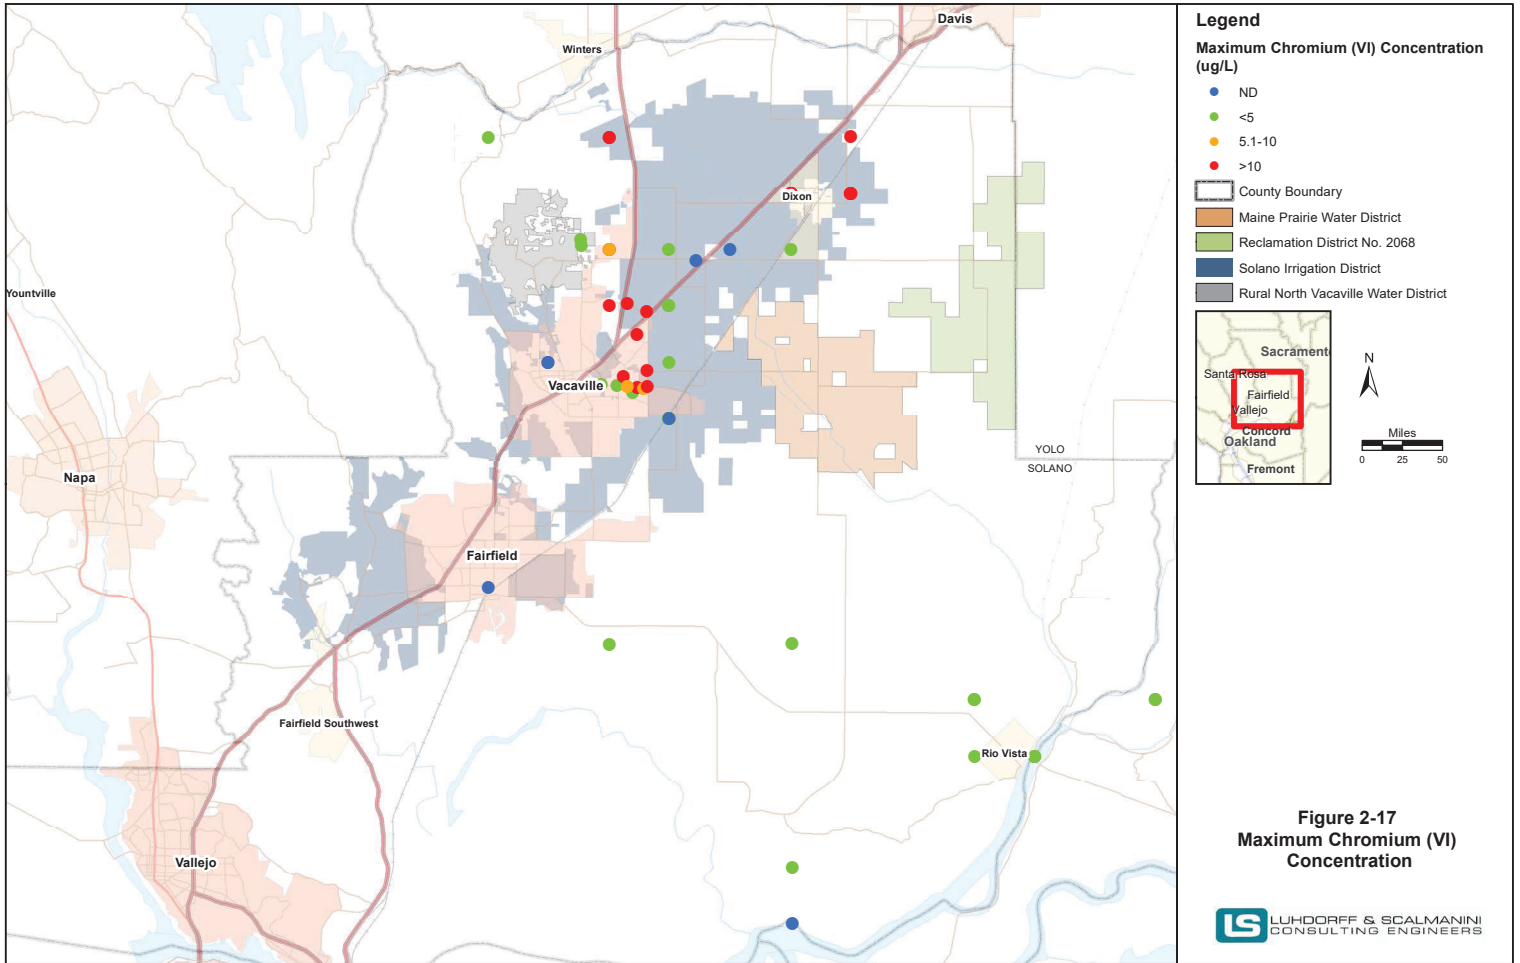 Davis
Winters
Dixon
Yountville
Vacaville
YOLO
SOLANO
Napa
Fairfield
Fairfield Southwest
Rio Vista
Vallejo
Legend
Maximum Chromium (VI) Concentration
(ug/L)
ND
<5
5.1-10
>10
County Boundary
Maine Prairie Water District
Reclamation District No. 2068
Solano Irrigation District
Rural North Vacaville Water District
Sacramento
Santa Rosa
Fairfield
Vallejo
Concord
Oakland
Fremont
N
Miles
0 25 50
Figure 2-17
Maximum Chromium (VI)
Concentration
LS LUHDORFF & SCALMANINI
CONSULTING ENGINEERS